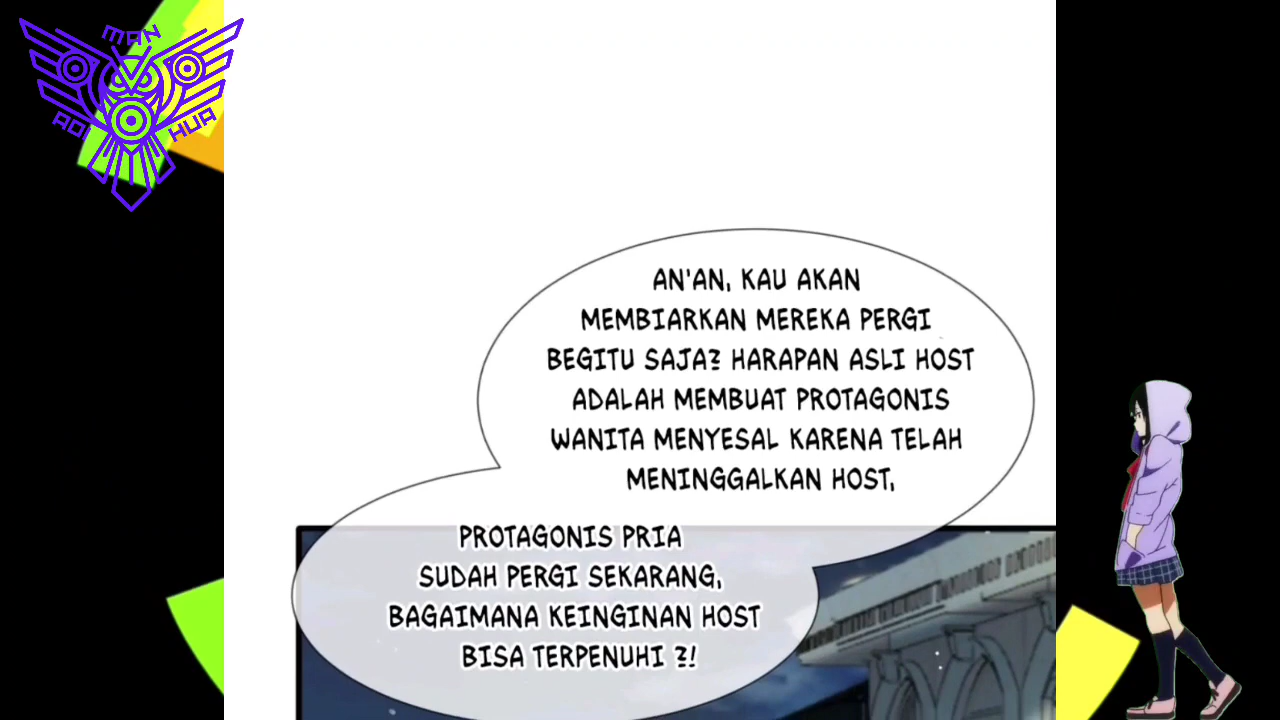 MAN
AOI
HUA
AN'AN, KAU AKAN
MEMBIARKAN MEREKA PERGI
BEGITU SAJA? HARAPAN ASLI HOST
ADALAH MEMBUAT PROTAGONIS
WANITA MENYESAL KARENA TELAH
MENINGGALKAN HOST,
PROTAGONIS PRIA
SUDAH PERGI SEKARANG,
BAGAIMANA KEINGINAN HOST
BISA TERPENUHI ?!